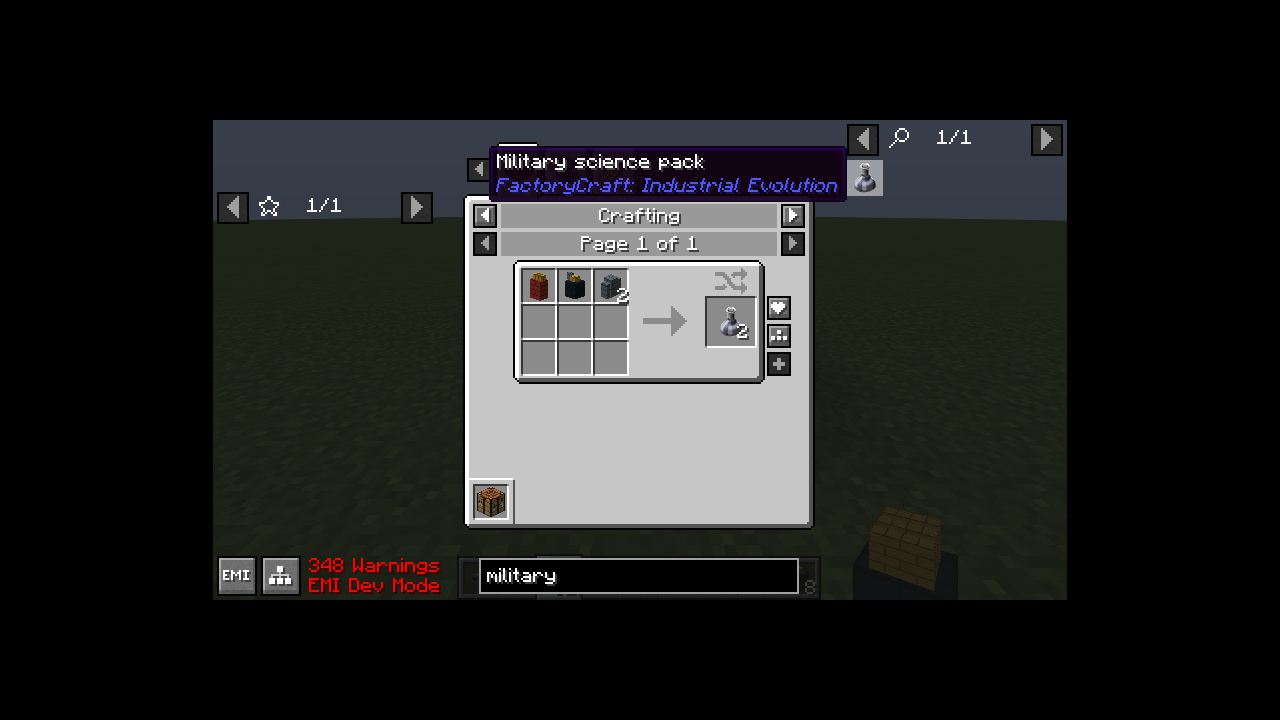 1/1
Military science pack
FactoryCraft: Industrial Evolution
1/1
Crafting
Page 1 of 1
2
2
348 Warnings
EMI
EMI Dev Mode
military
8